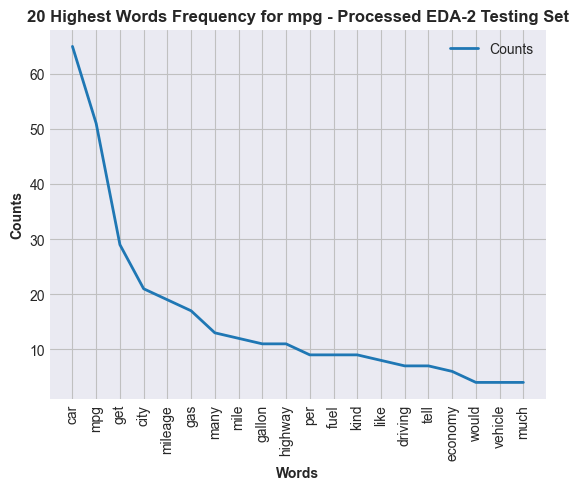 20 Highest Words Frequency for mpg - Processed EDA-2 Testing Set
Counts
Counts
60
50
40
30
20
10
car
mpg
get
city
mileage
gas
many
mile
gallon
highway
per
fuel
kind
like
driving
tell
economy
would
vehicle
much
Words